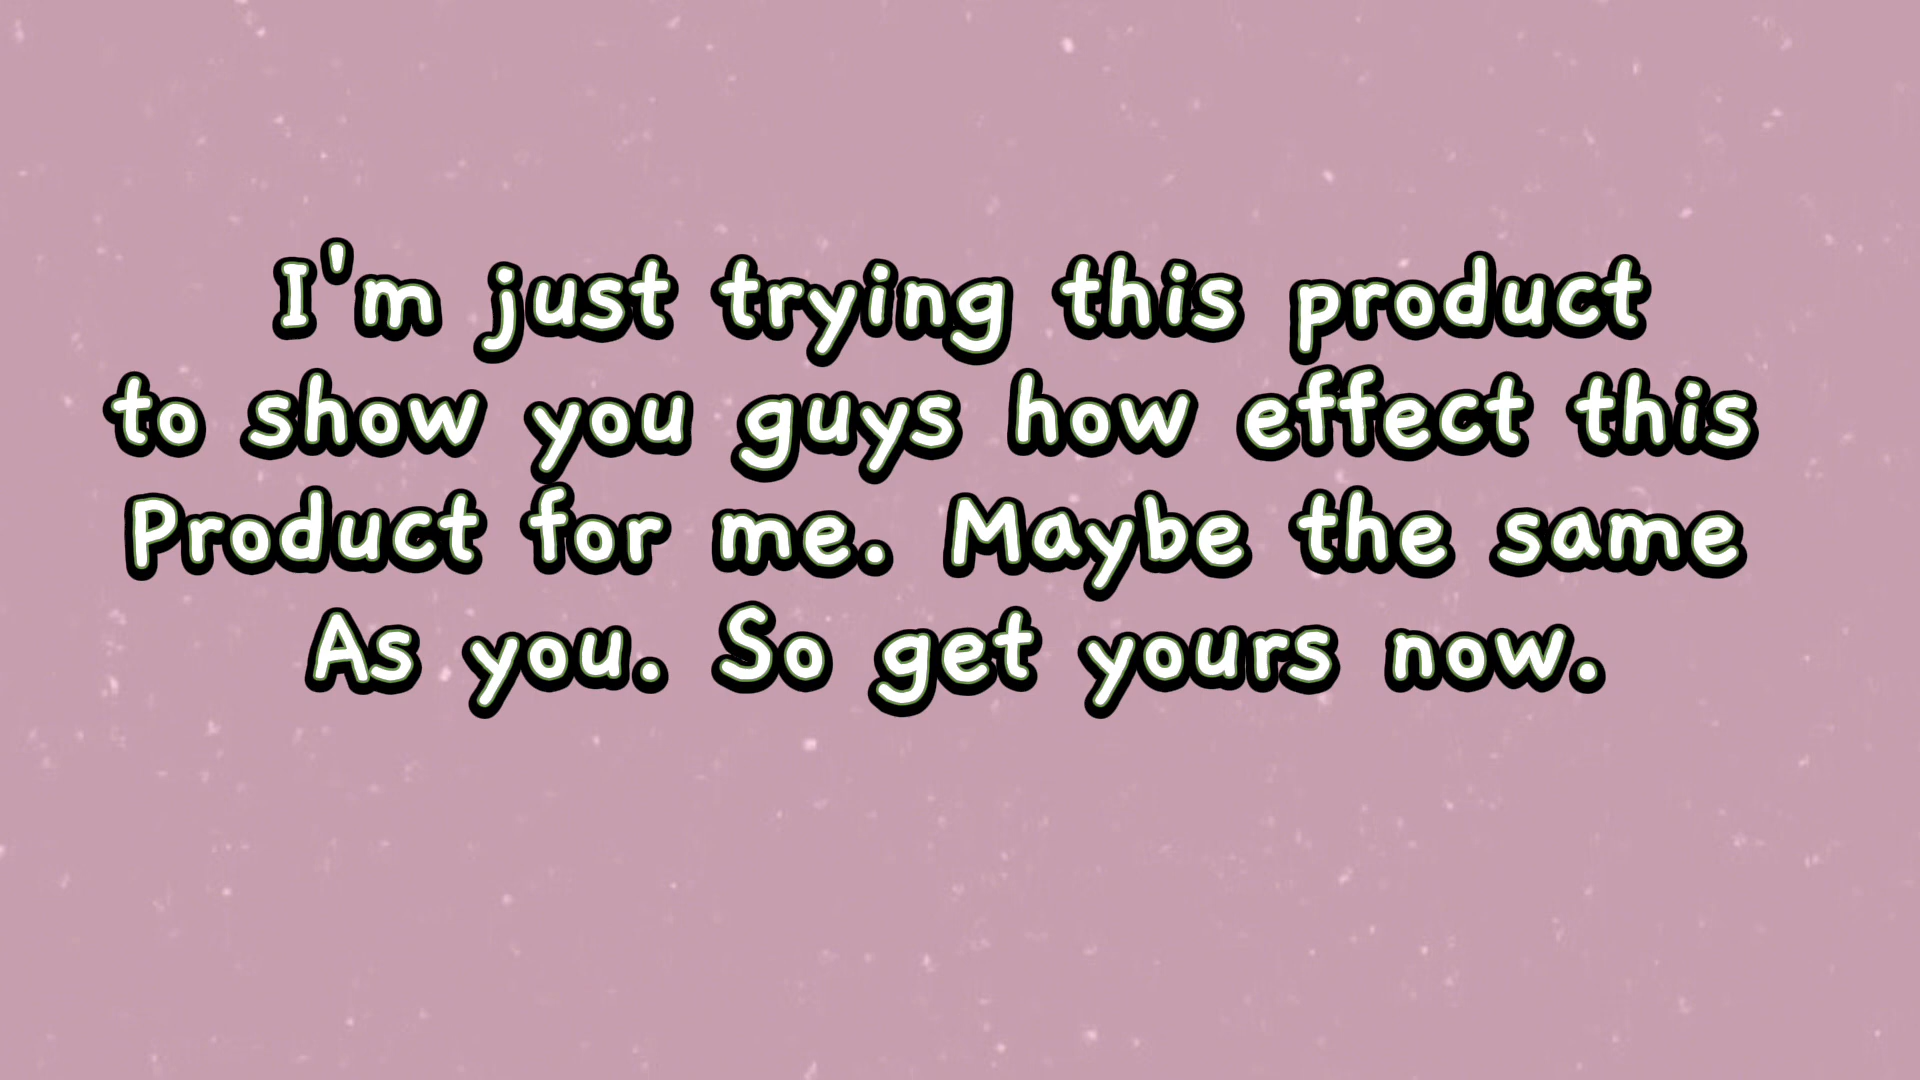 I'm just trying this product
to show you guys how effect this
Product for me. Maybe the same
As you. So get yours now.